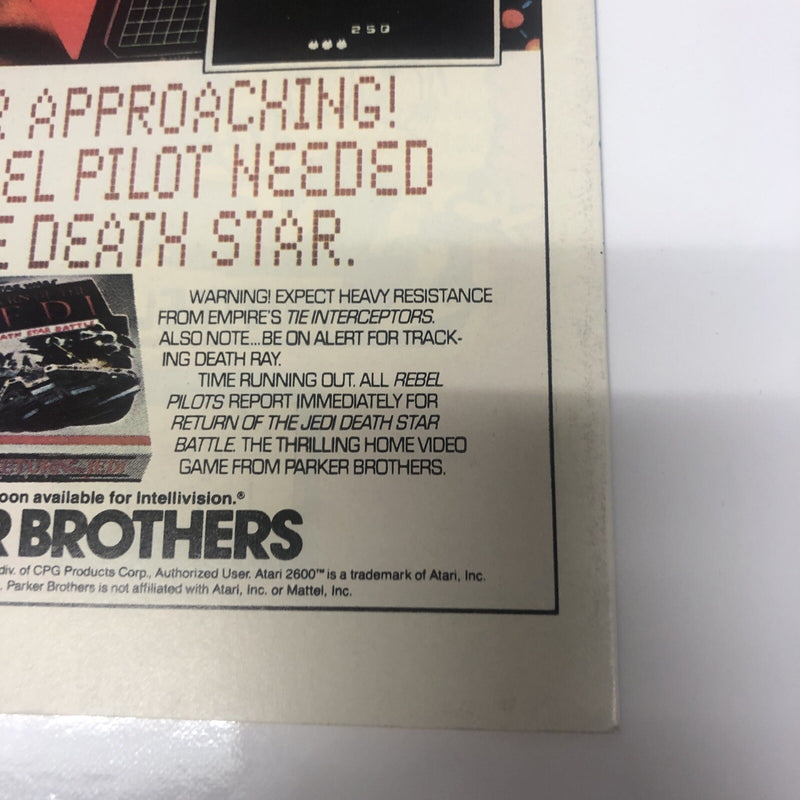 250
R APPROACHING!
EL PILOT NEEDED
E DEATH STAR.
JEDI
DEATH STAR BATTLE
WARNING! EXPECT HEAVY RESISTANCE
FROM EMPIRE'S TIE INTERCEPTORS.
ALSO NOTE...BE ON ALERT FOR TRACK-
ING DEATH RAY.
TIME RUNNING OUT. ALL REBEL
PILOTS REPORT IMMEDIATELY FOR
RETURN OF THE JEDI DEATH STAR
BATTLE. THE THRILLING HOME VIDEO
GAME FROM PARKER BROTHERS.
oon available for Intellivision.®
R BROTHERS
div. of CPG Products Corp., Authorized User. Atari 2600™ is a trademark of Atari, Inc.
. Parker Brothers is not affiliated with Atari, Inc. or Mattel, Inc.